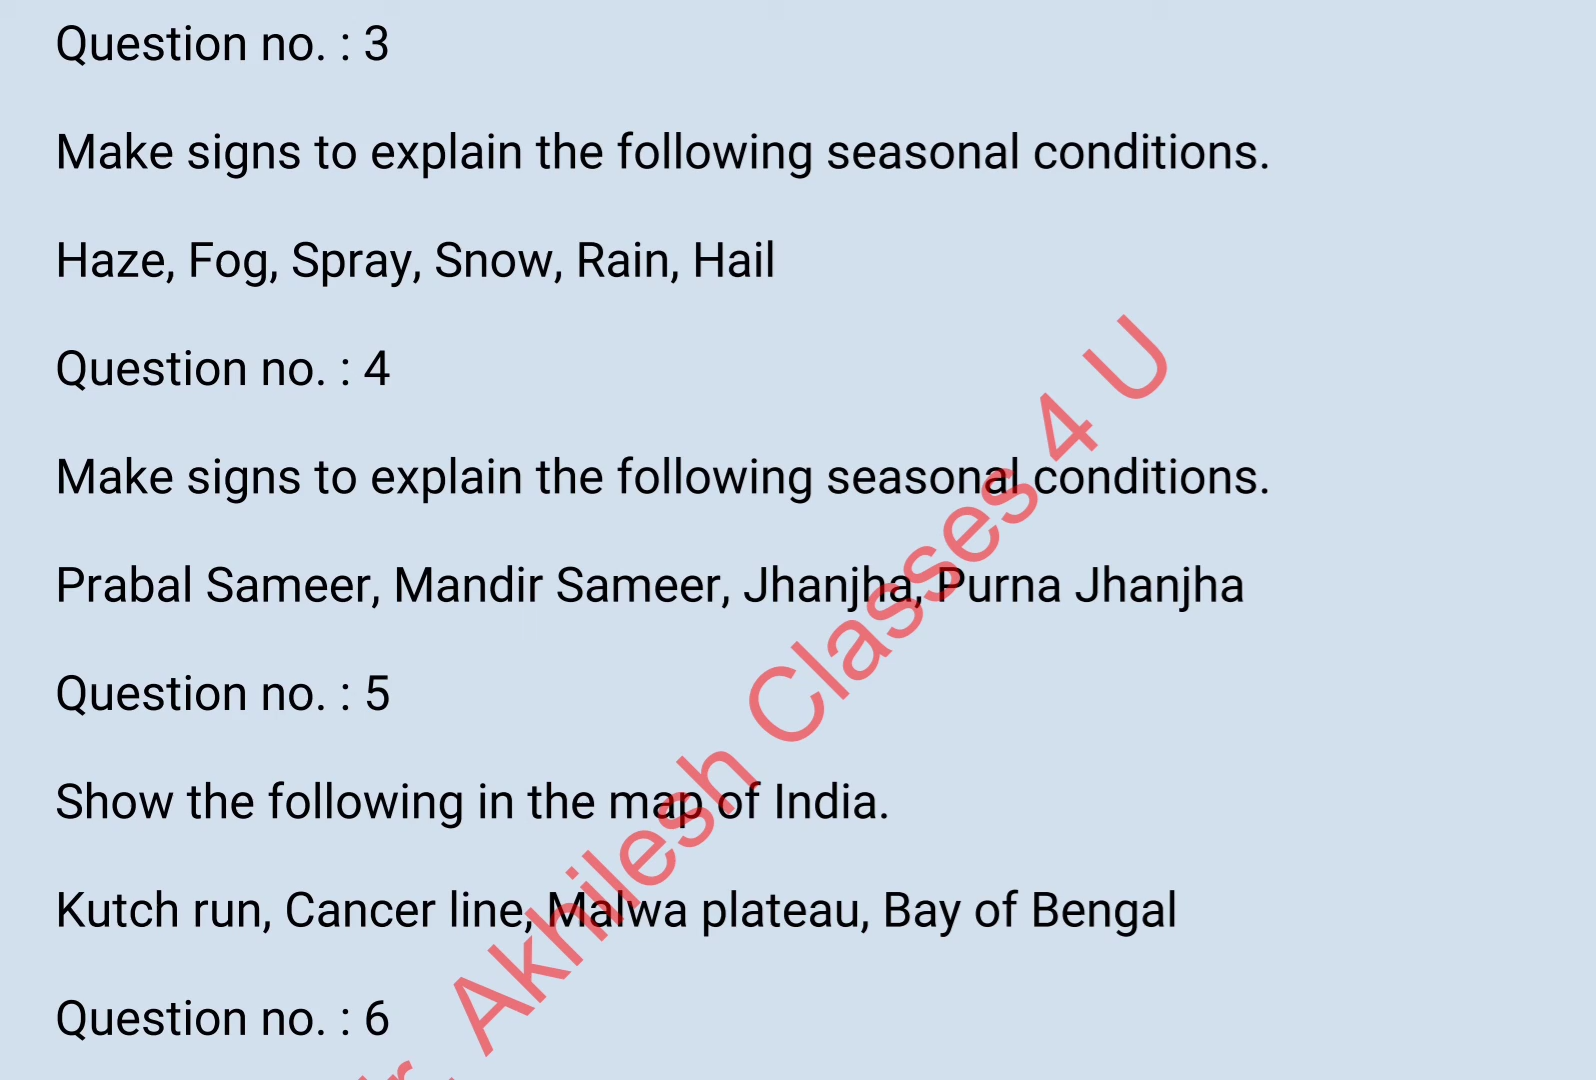 Question no. : 3
Make signs to explain the following seasonal conditions.
Haze, Fog, Spray, Snow, Rain, Hail
Question no. : 4
Make signs to explain the following seasonal conditions.
Prabal Sameer, Mandir Sameer, Jhanjha, Purna Jhanjha
Question no. : 5
Show the following in the map of India.
Kutch run, Cancer line, Malwa plateau, Bay of Bengal
Question no. : 6
Akhilesh Classes 4 U